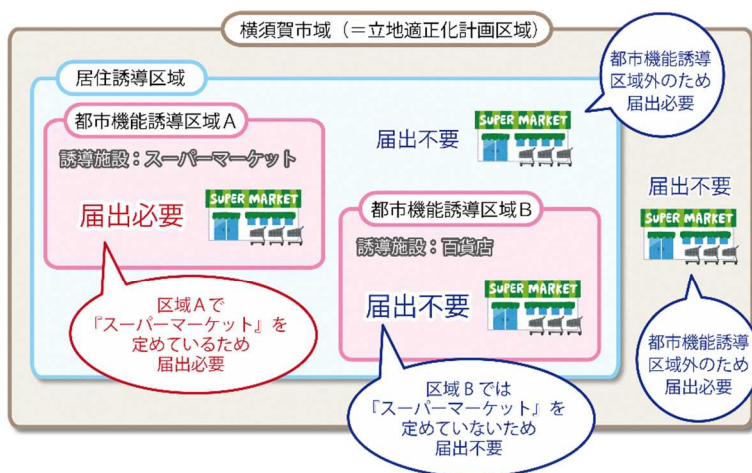 横須賀市域（＝立地適正化計画区域）
居住誘導区域
都市機能誘導区域A
誘導施設：スーパーマーケット
届出必要
SUPER MARKET
区域Aで
『スーパーマーケット』を
定めているため
届出必要
届出不要
SUPER MARKET
都市機能誘導
区域外のため
届出必要
都市機能誘導区域B
誘導施設：百貨店
届出不要
SUPER MARKET
区域Bでは
『スーパーマーケット』を
定めていないため
届出不要
届出不要
SUPER MARKET
都市機能誘導
区域外のため
届出必要